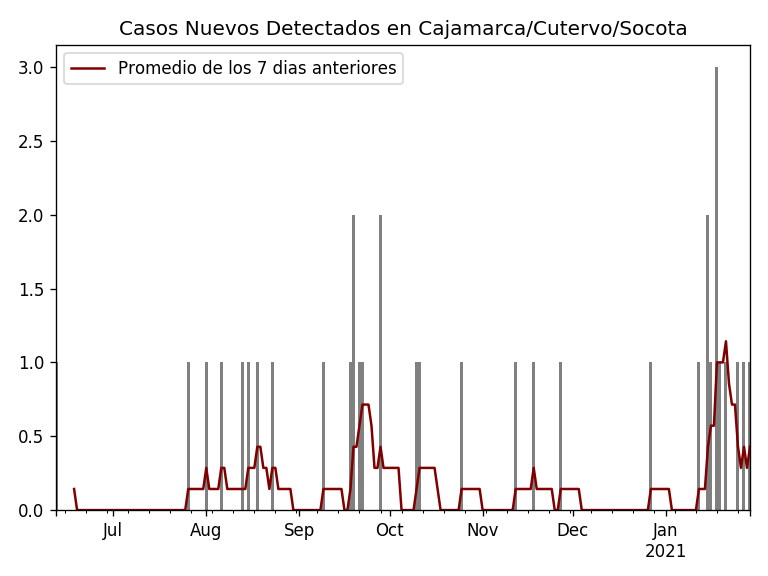 Casos Nuevos Detectados en Cajamarca/Cutervo/Socota
Promedio de los 7 dias anteriores
3.0
2.5
2.0
1.5
1.0
0.5
0.0
Jul Aug Sep Oct Nov Dec Jan
2021